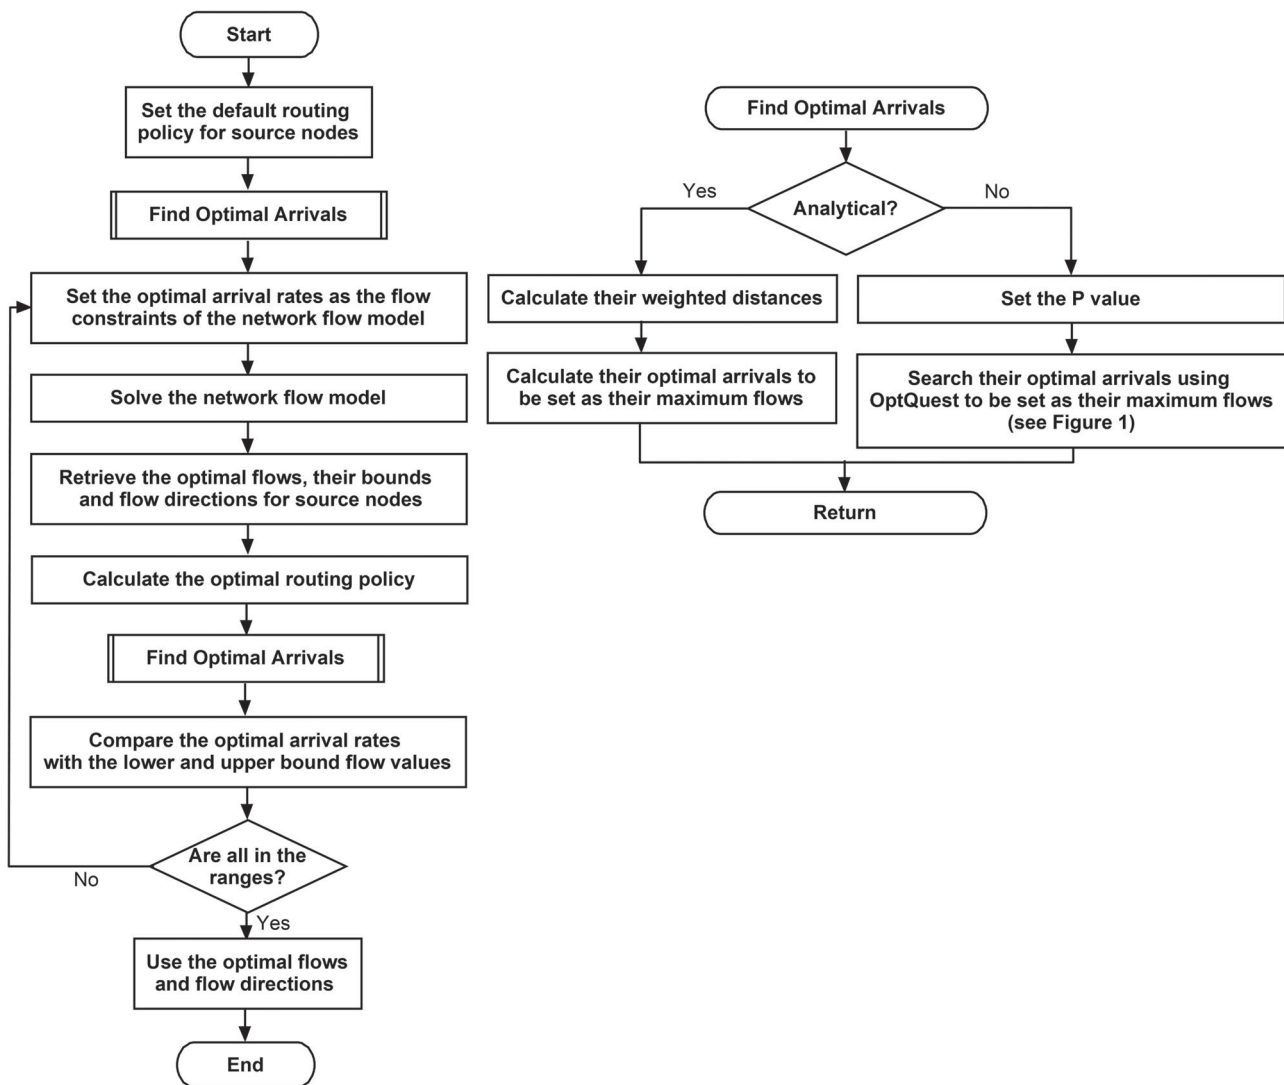 Start
Set the default routing
policy for source nodes
Find Optimal Arrivals
Set the optimal arrival rates as the flow
constraints of the network flow model
Solve the network flow model
Retrieve the optimal flows, their bounds
and flow directions for source nodes
Calculate the optimal routing policy
Find Optimal Arrivals
Compare the optimal arrival rates
with the lower and upper bound flow values
Are all in the
ranges?
No
Yes
Use the optimal flows
and flow directions
End
Find Optimal Arrivals
Analytical?
Yes
No
Calculate their weighted distances
Calculate their optimal arrivals to
be set as their maximum flows
Set the P value
Search their optimal arrivals using
OptQuest to be set as their maximum flows
(see Figure 1)
Return